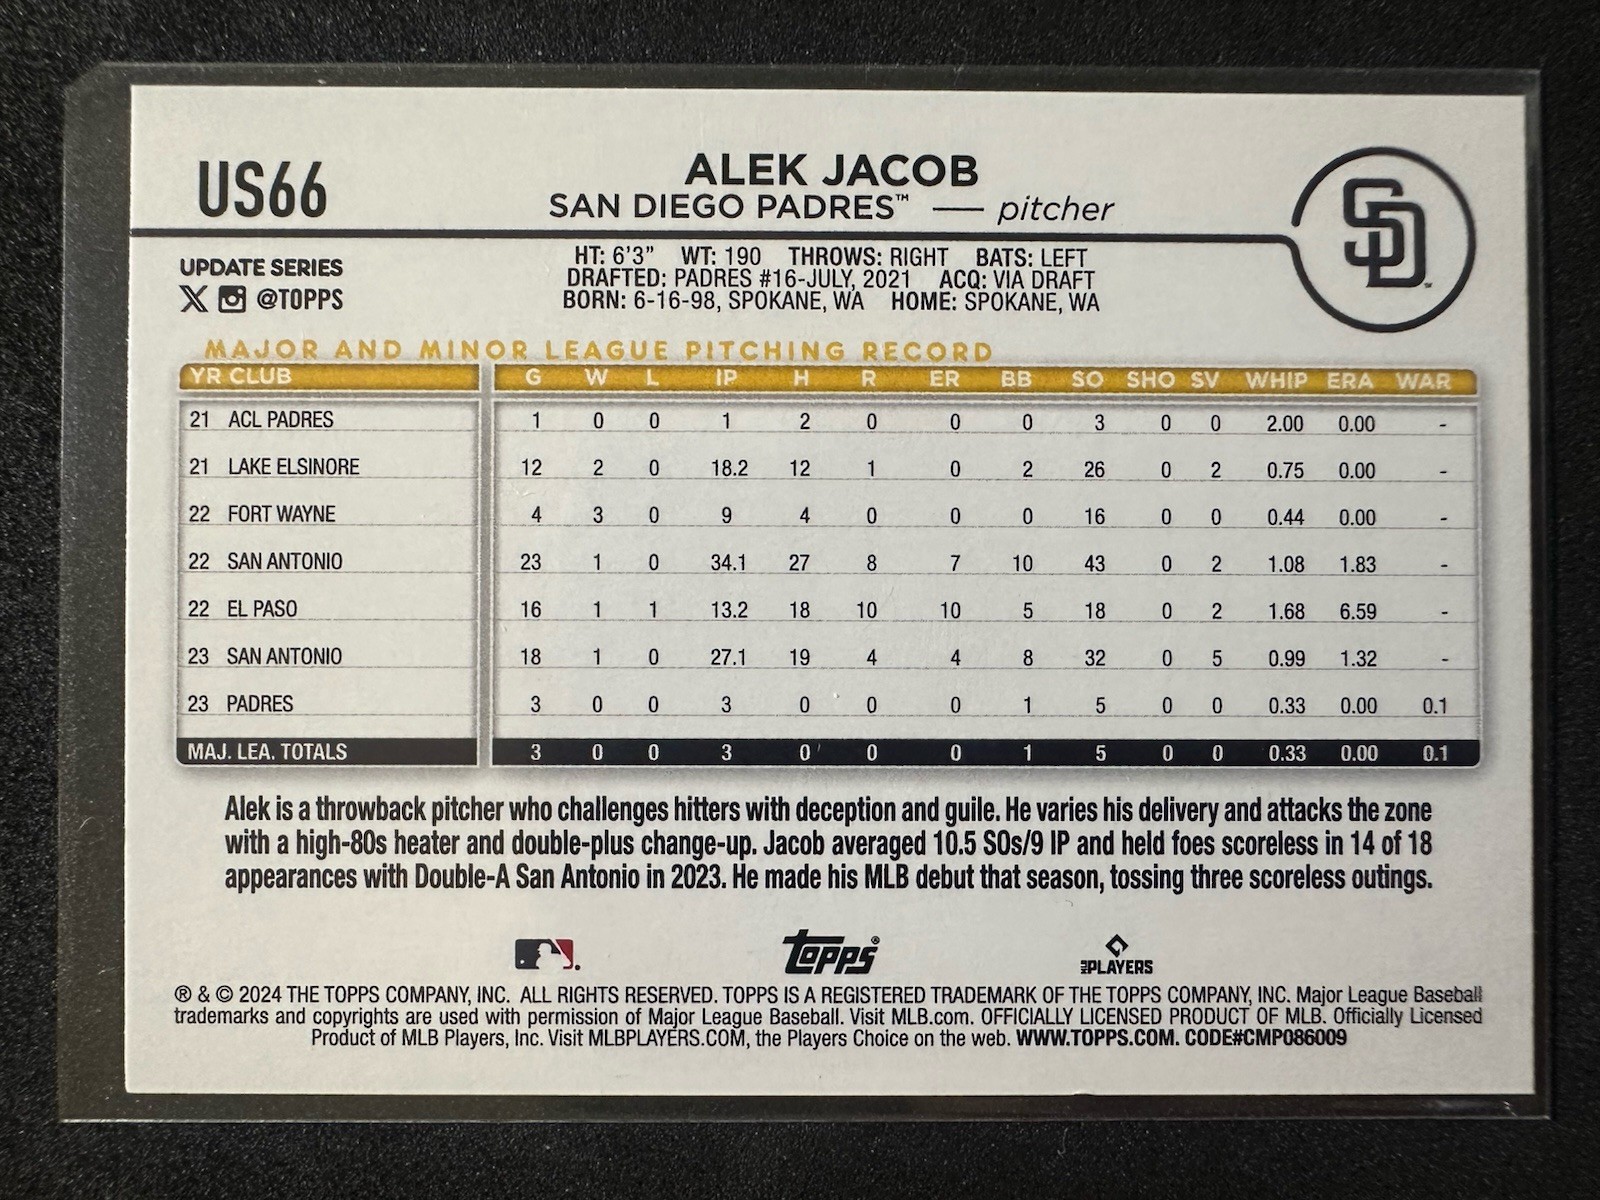 US66
ALEK JACOB
SAN DIEGO PADRES™ — pitcher
SD
UPDATE SERIES
@TOPPS
HT: 6'3" WT: 190 THROWS: RIGHT BATS: LEFT
DRAFTED: PADRES #16-JULY, 2021 ACQ: VIA DRAFT
BORN: 6-16-98, SPOKANE, WA HOME: SPOKANE, WA
MAJOR AND MINOR LEAGUE PITCHING RECORD
YR CLUB G W L IP H R ER BB SO SHO SV WHIP ERA WAR
21 ACL PADRES 1 0 0 1 2 0 0 0 3 0 0 2.00 0.00 -
21 LAKE ELSINORE 12 2 0 18.2 12 1 0 2 26 0 2 0.75 0.00 -
22 FORT WAYNE 4 3 0 9 4 0 0 0 16 0 0 0.44 0.00 -
22 SAN ANTONIO 23 1 0 34.1 27 8 7 10 43 0 2 1.08 1.83 -
22 EL PASO 16 1 1 13.2 18 10 10 5 18 0 2 1.68 6.59 -
23 SAN ANTONIO 18 1 0 27.1 19 4 4 8 32 0 5 0.99 1.32 -
23 PADRES 3 0 0 3 0 0 0 1 5 0 0 0.33 0.00 0.1
MAJ. LEA. TOTALS 3 0 0 3 0 0 0 1 5 0 0 0.33 0.00 0.1
Alek is a throwback pitcher who challenges hitters with deception and guile. He varies his delivery and attacks the zone
with a high-80s heater and double-plus change-up. Jacob averaged 10.5 SOs/9 IP and held foes scoreless in 14 of 18
appearances with Double-A San Antonio in 2023. He made his MLB debut that season, tossing three scoreless outings.
Topps®
MLB PLAYERS
® & © 2024 THE TOPPS COMPANY, INC. ALL RIGHTS RESERVED. TOPPS IS A REGISTERED TRADEMARK OF THE TOPPS COMPANY, INC. Major League Baseball
trademarks and copyrights are used with permission of Major League Baseball. Visit MLB.com. OFFICIALLY LICENSED PRODUCT OF MLB. Officially Licensed
Product of MLB Players, Inc. Visit MLBPLAYERS.COM, the Players Choice on the web. WWW.TOPPS.COM. CODE#CMP086009